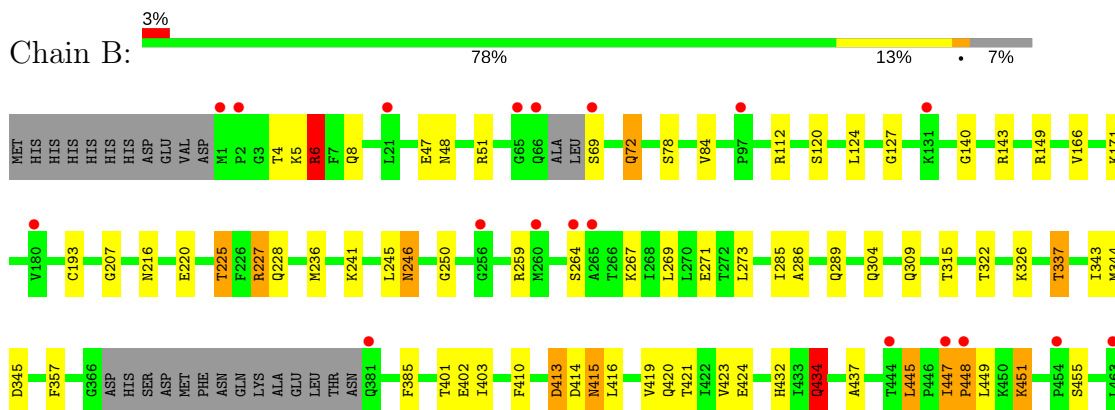 3%
Chain B:
78% 13% • 7%
MET HIS HIS HIS HIS HIS HIS ASP GLU VAL ASP M1 P2 G3 T4 K5 R6 F7 Q8 L21 E47 N48 R51 G65 Q66 ALA LEU S69 Q72 S78 V84 P97 R112 S120 L124 G127 K131 G140 R143 R149 V166 K171
V180 C193 G207 N216 E220 T225 F226 R227 Q228 M236 K241 L245 N246 G250 G256 R259 M260 S264 A265 T266 K267 I268 L269 L270 E271 T272 L273 I285 A286 Q289 Q304 Q309 T315 T322 K326 T337 I343 M344
D345 F357 G366 ASP HIS SER ASP MET PHE ASN GLN LYS ALA GLU LEU THR ASN Q381 F385 T401 E402 I403 F410 D413 D414 N415 L416 V419 Q420 T421 I422 V423 E424 H432 I433 Q434 A437 T444 L445 P446 I447 P448 L449 K450 K451 P454 S455